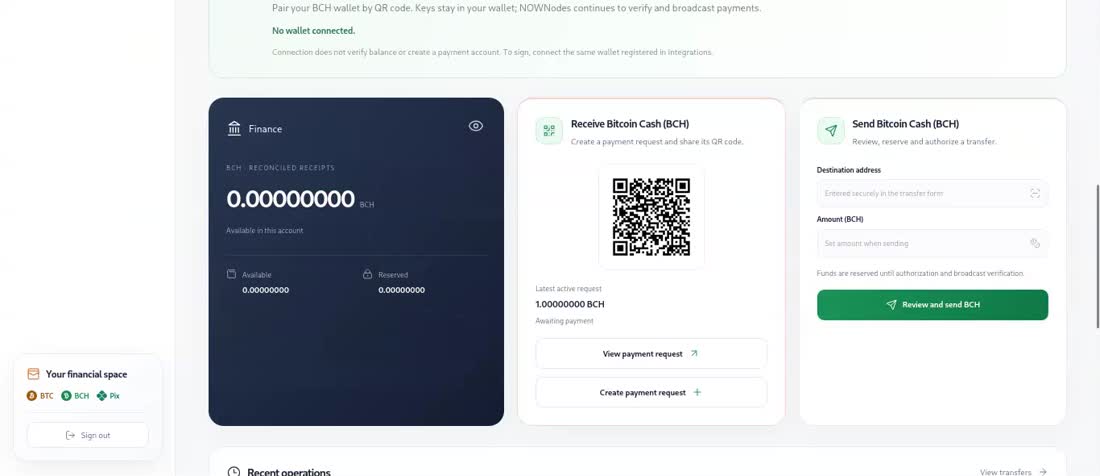 Pair your BCH wallet by QR code. Keys stay in your wallet; NOWNodes continues to verify and broadcast payments.
No wallet connected.
Connection does not verify balance or create a payment account. To sign, connect the same wallet registered in Integrations.
Finance
BCH · RECONCILED RECEIPTS
0.00000000 BCH
Available in this account
Available
0.00000000
Reserved
0.00000000
Receive Bitcoin Cash (BCH)
Create a payment request and share its QR code.
Latest active request
1.00000000 BCH
Awaiting payment
View payment request
Create payment request
Send Bitcoin Cash (BCH)
Review, reserve and authorize a transfer.
Destination address
Entered securely in the transfer form
Amount (BCH)
Set amount when sending
Funds are reserved until authorization and broadcast verification.
Review and send BCH
Your financial space
BTC BCH Pix
Sign out
Recent operations
View transfers